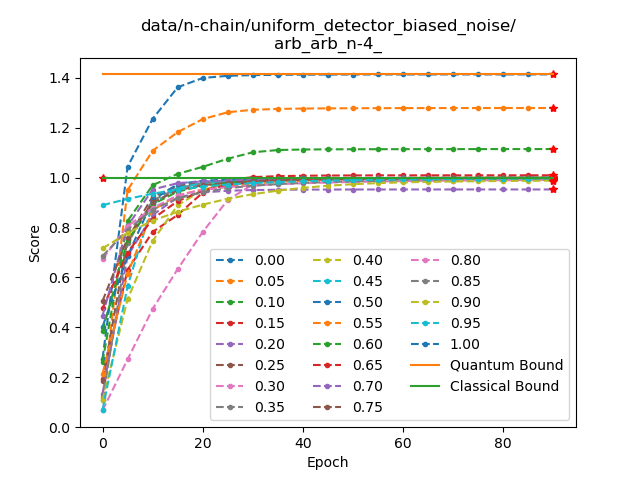 data/n-chain/uniform_detector_biased_noise/
arb_arb_n-4_
Score
1.4
1.2
1.0
0.8
0.6
0.4
0.2
0.0
0.00 0.40 0.80
0.05 0.45 0.85
0.10 0.50 0.90
0.15 0.55 0.95
0.20 0.60 1.00
0.25 0.65 Quantum Bound
0.30 0.70 Classical Bound
0.35 0.75
0 20 40 60 80
Epoch